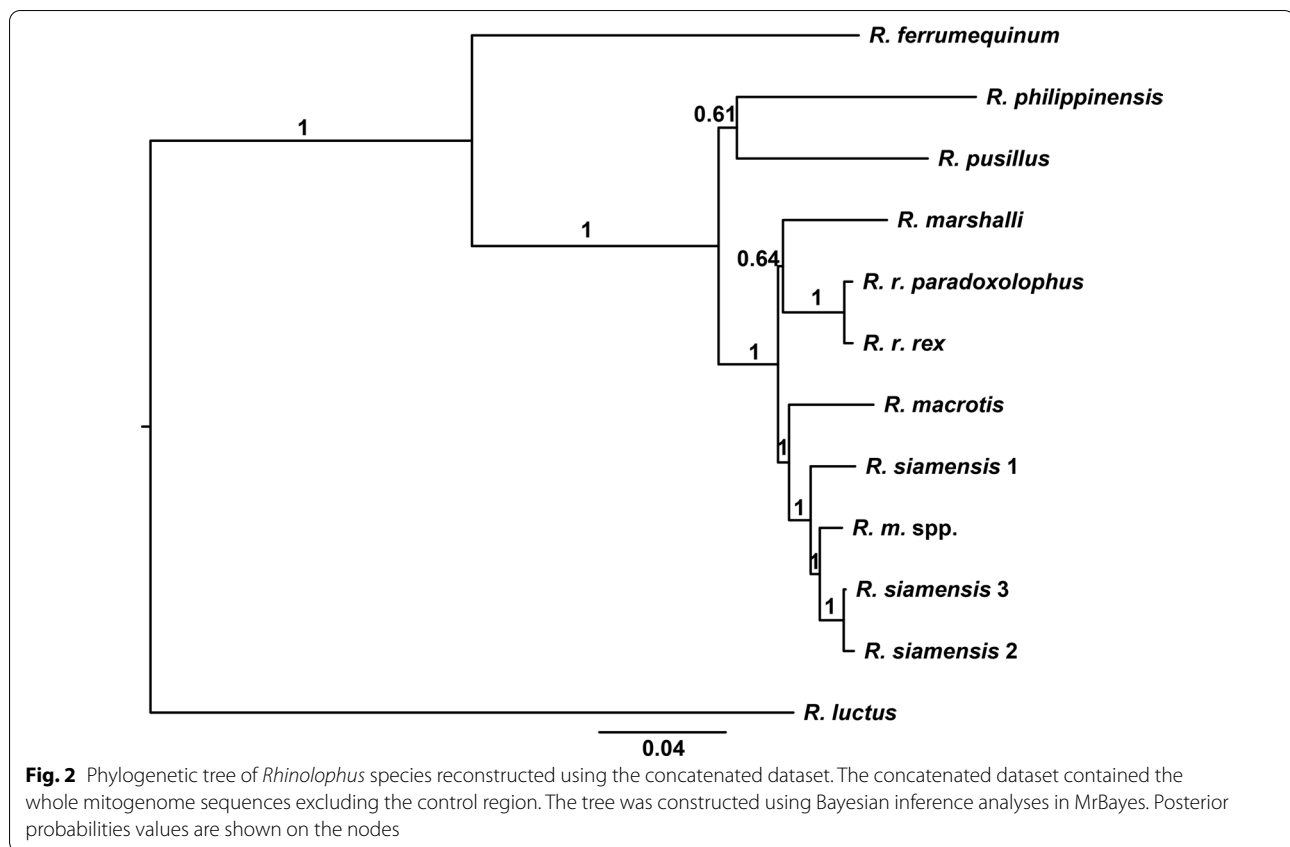 R. ferrumequinum
R. philippinensis
0.61
1
R. pusillus
R. marshalli
1
0.64
R. r. paradoxolophus
1
R. r. rex
1
R. macrotis
1
R. siamensis 1
1
R. m. spp.
1
R. siamensis 3
1
R. siamensis 2
R. luctus
0.04
Fig. 2 Phylogenetic tree of Rhinolophus species reconstructed using the concatenated dataset. The concatenated dataset contained the
whole mitogenome sequences excluding the control region. The tree was constructed using Bayesian inference analyses in MrBayes. Posterior
probabilities values are shown on the nodes